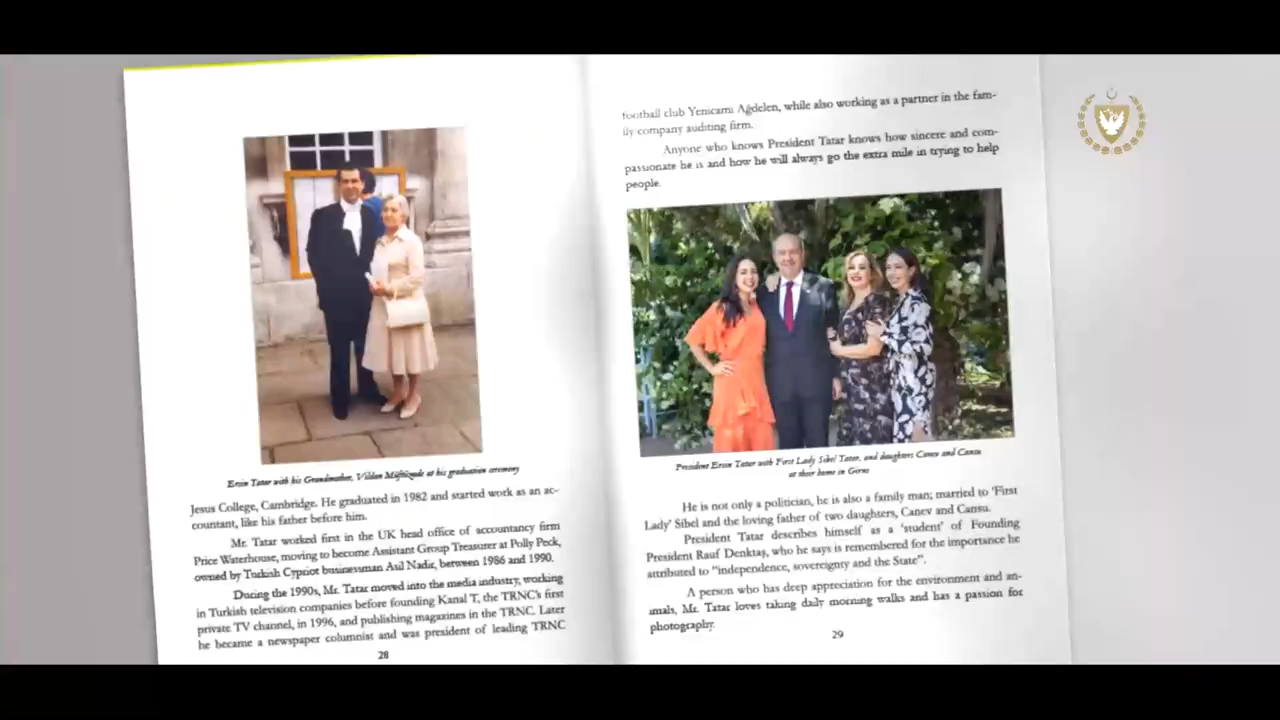 Ersin Tatar with his Grandmother, Vildan at his graduation ceremony
Jesus College, Cambridge. He graduated in 1982 and started work as an ac-
countant, like his father before him.
Mr. Tatar worked first in the UK head office of accountancy firm
Price Waterhouse, moving to become Assistant Group Treasurer at Polly Peck,
owned by Turkish Cypriot businessman Asil Nadir, between 1986 and 1990.
During the 1990s, Mr. Tatar moved into the media industry, working
in Turkish television companies before founding Kanal T, the TRNC's first
private TV channel, in 1996, and publishing magazines in the TRNC. Later
he became a newspaper columnist and was president of leading TRNC
28
football club Yenicami Ağdelen, while also working as a partner in the fam-
ily company auditing firm.
Anyone who knows President Tatar knows how sincere and com-
passionate he is and how he will always go the extra mile in trying to help
people.
President Ersin Tatar with First Lady Sibel Tatar, and daughters Canev and Cansu
at their home in Girne
He is not only a politician, he is also a family man; married to 'First
Lady' Sibel and the loving father of two daughters, Canev and Cansu.
President Tatar describes himself as a 'student' of Founding
President Rauf Denktaş, who he says is remembered for the importance he
attributed to "independence, sovereignty and the State".
A person who has deep appreciation for the environment and an-
imals, Mr. Tatar loves taking daily morning walks and has a passion for
photography.
29